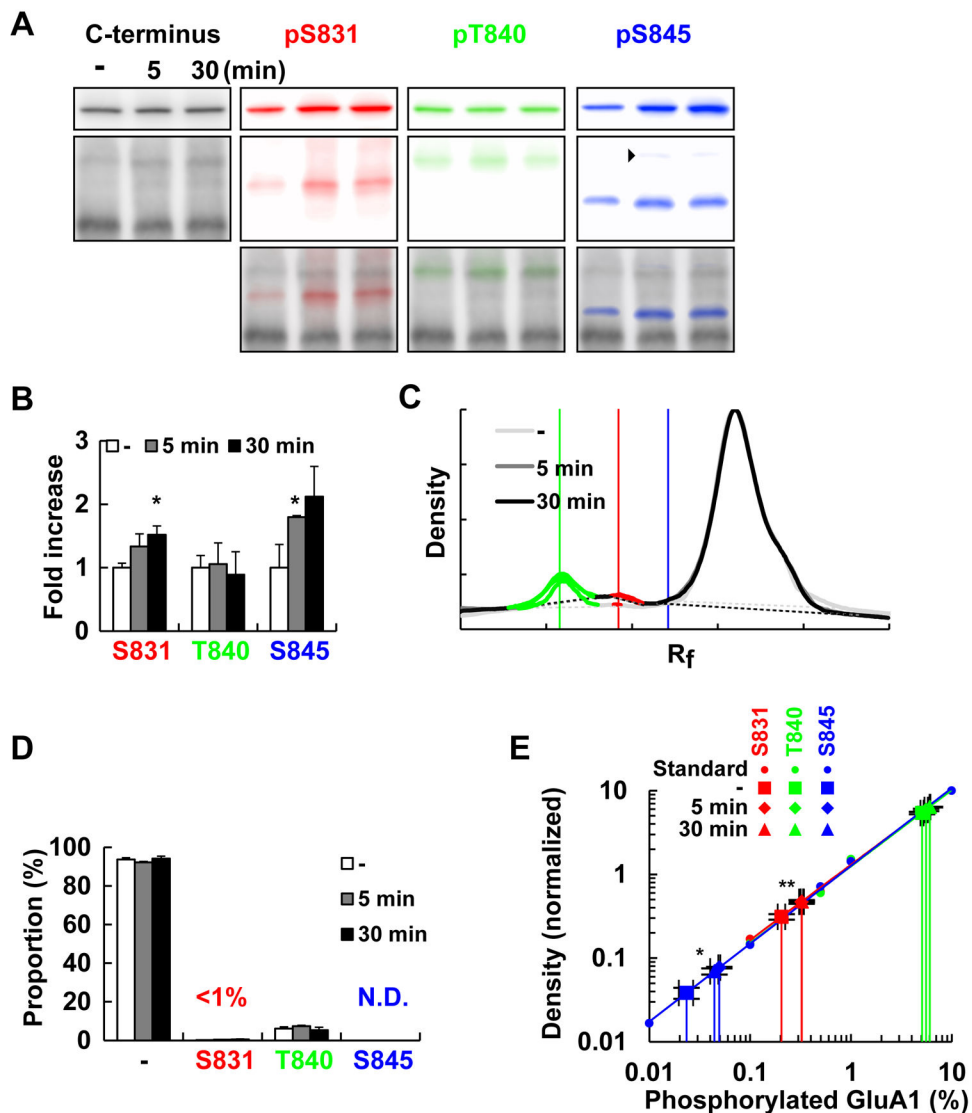 A
C-terminus
pS831
pT840
pS845
- 5 30 (min)
B
3
2
1
0
Fold increase
- 5 min 30 min
*
*
S831
T840
S845
C
Density
-
5 min
30 min
Rf
D
100
80
60
40
20
0
Proportion (%)
-
5 min
30 min
<1%
N.D.
-
S831
T840
S845
E
S831
T840
S845
Standard
-
5 min
30 min
10
1
0.1
0.01
Density (normalized)
**
*
0.01
0.1
1
10
Phosphorylated GluA1 (%)